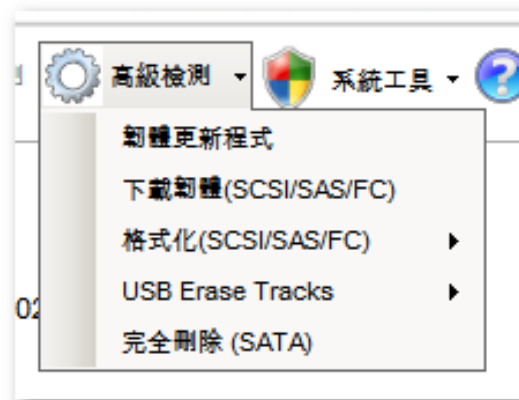 高級檢測 系統工具
韌體更新程式
下載韌體(SCSI/SAS/FC)
格式化(SCSI/SAS/FC)
USB Erase Tracks
02
完全刪除 (SATA)